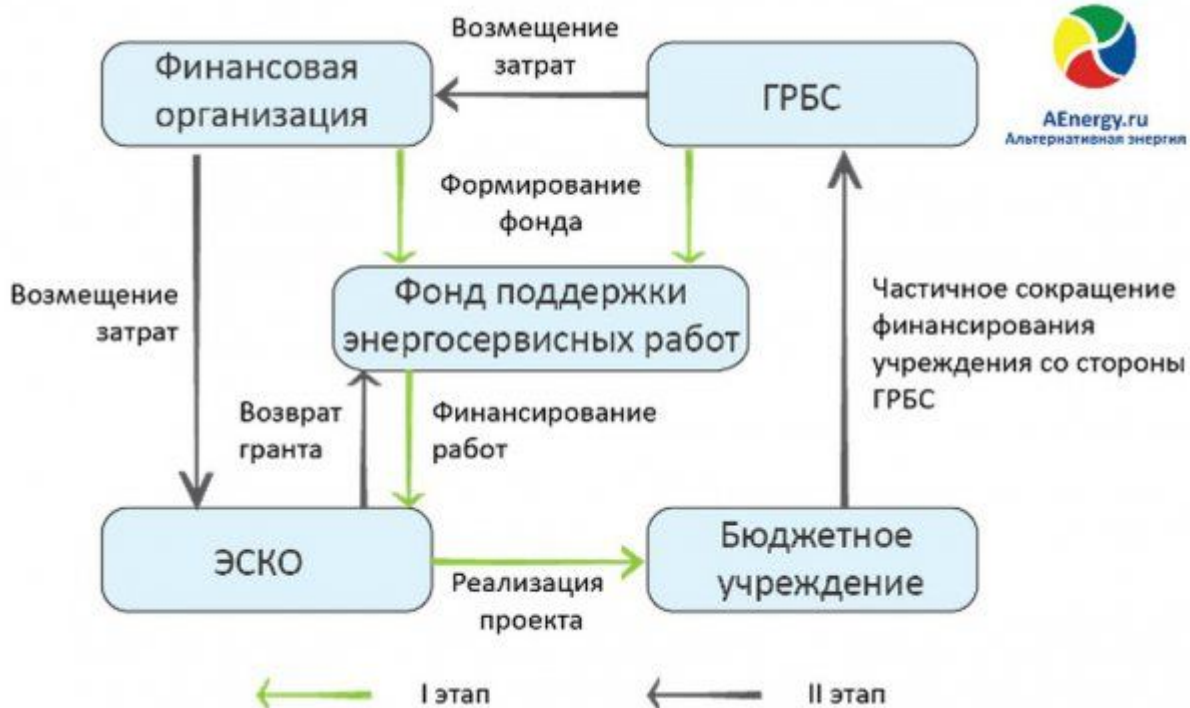 Финансовая
организация
Возмещение
затрат
ГРБС
AEnergy.ru
Альтернативная энергия
Формирование
фонда
Возмещение
затрат
Фонд поддержки
энергосервисных работ
Частичное сокращение
финансирования
учреждения со стороны
ГРБС
Возврат
гранта
Финансирование
работ
ЭСКО
Реализация
проекта
Бюджетное
учреждение
I этап
II этап